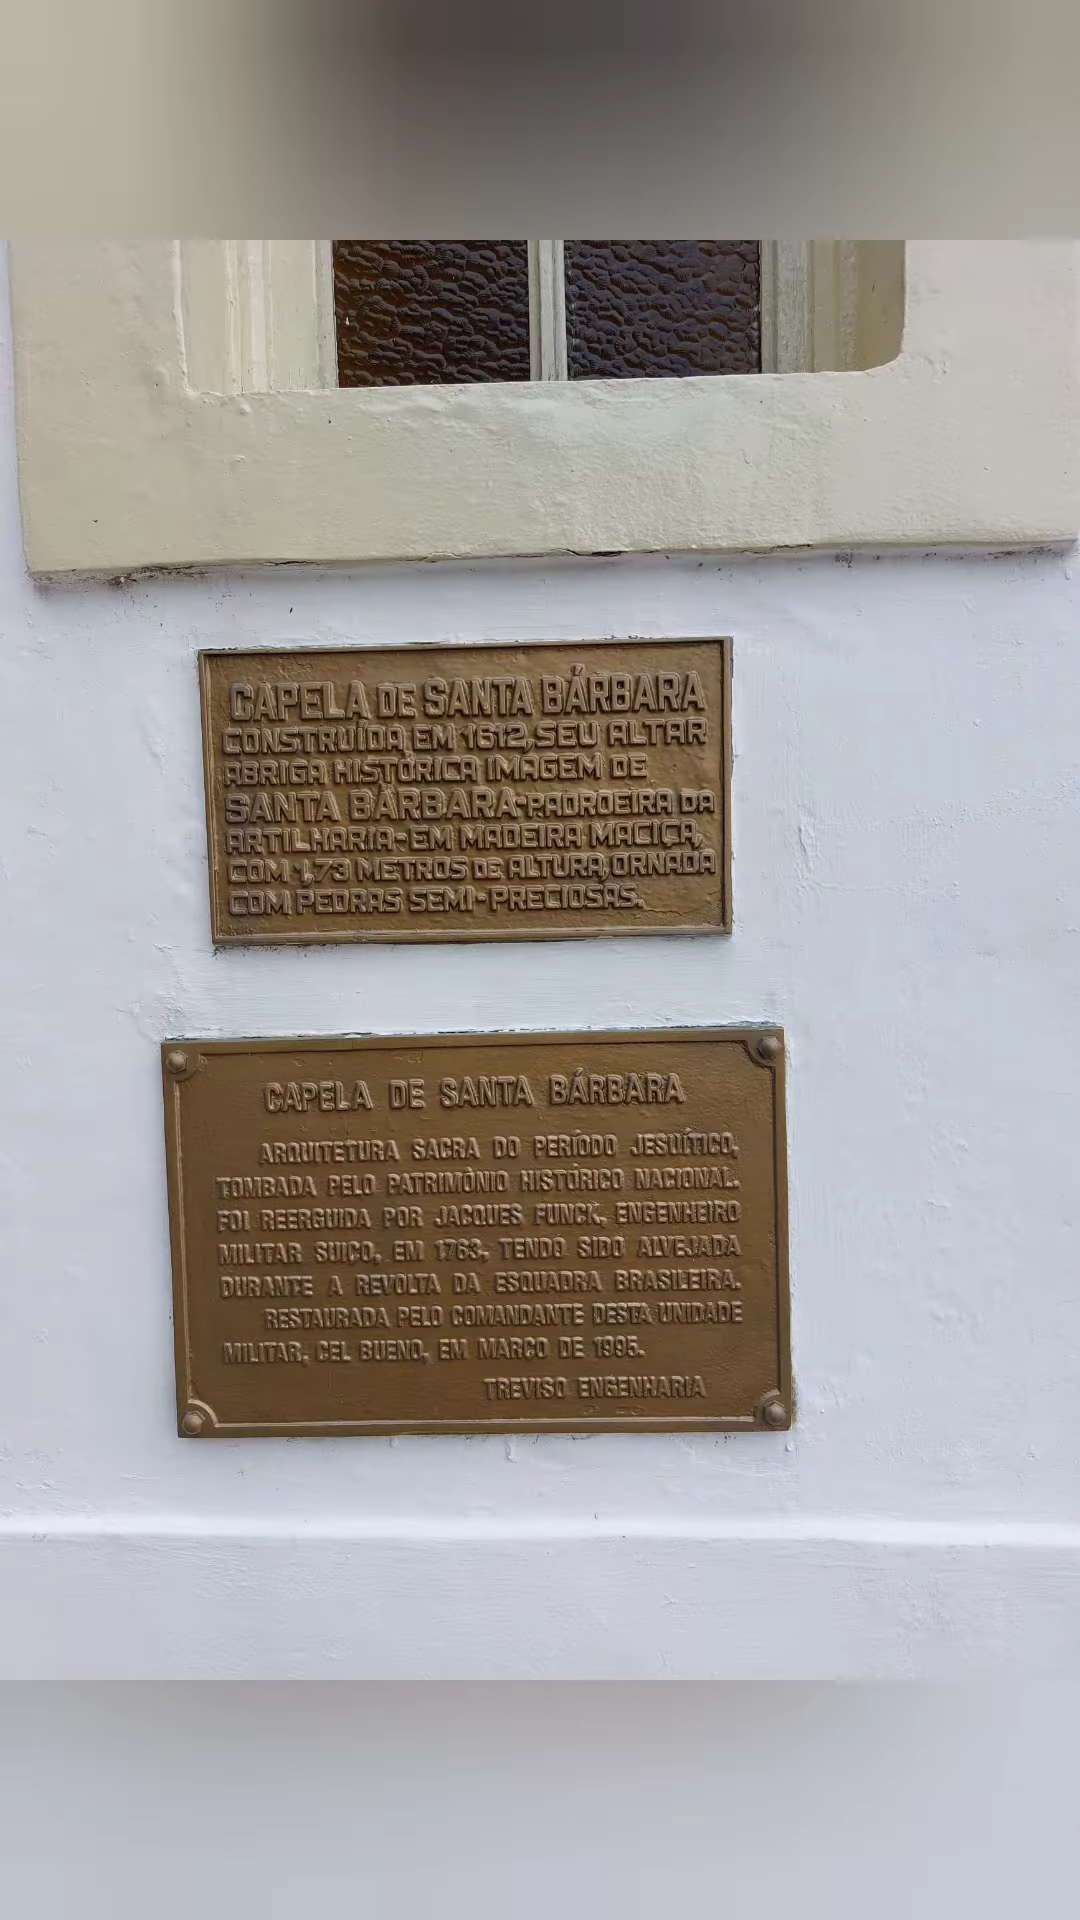 CAPELA DE SANTA BÁRBARA
CONSTRUÍDA EM 1612, SEU ALTAR
ABRIGA HISTÓRICA IMAGEM DE
SANTA BÁRBARA-PADROEIRA DA
ARTILHARIA-EM MADEIRA MACIÇA,
COM 1,73 METROS DE ALTURA, ORNADA
COM PEDRAS SEMI-PRECIOSAS.
CAPELA DE SANTA BÁRBARA
ARQUITETURA SACRA DO PERÍODO JESUÍTICO,
TOMBADA PELO PATRIMÔNIO HISTÓRICO NACIONAL.
FOI REERGUIDA POR JACQUES FUNCK, ENGENHEIRO
MILITAR SUIÇO, EM 1763, TENDO SIDO ALVEJADA
DURANTE A REVOLTA DA ESQUADRA BRASILEIRA.
RESTAURADA PELO COMANDANTE DESTA UNIDADE
MILITAR, CEL BUENO, EM MARÇO DE 1995.
TREVISO ENGENHARIA